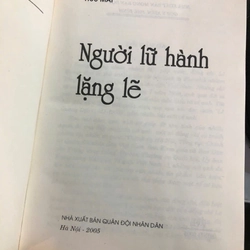 Người lữ hành
lặng lẽ
NHÀ XUẤT BẢN QUÂN ĐỘI NHÂN DÂN
Hà Nội - 2005